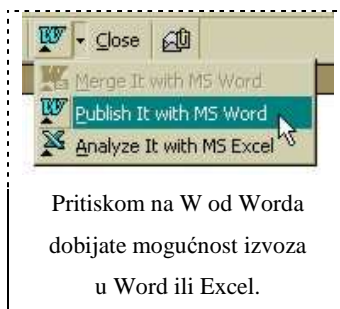 Close
Merge It with MS Word
Publish It with MS Word
Analyze It with MS Excel
Pritiskom na W od Worda
dobijate mogućnost izvoza
u Word ili Excel.